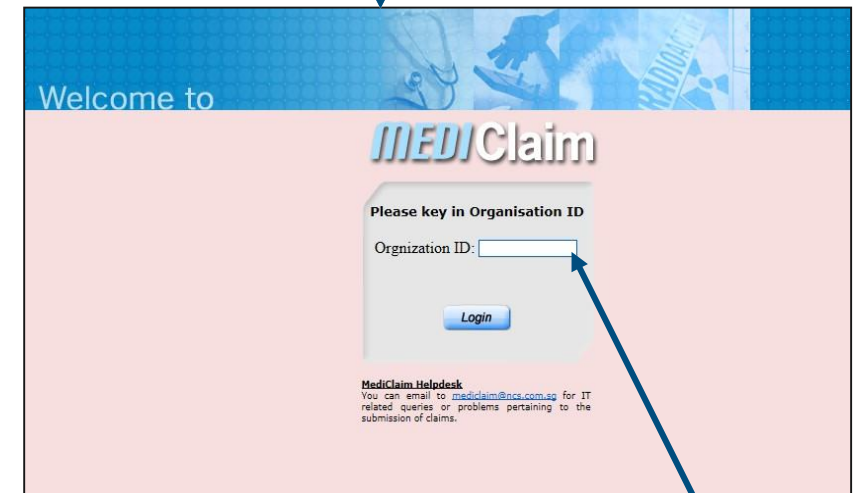 RADIOACTIV
Welcome to
MEDIClaim
Please key in Organisation ID
Orgnization ID:
Login
MediClaim Helpdesk
You can email to mediclaim@ncs.com.sg for IT
related queries or problems pertaining to the
submission of claims.